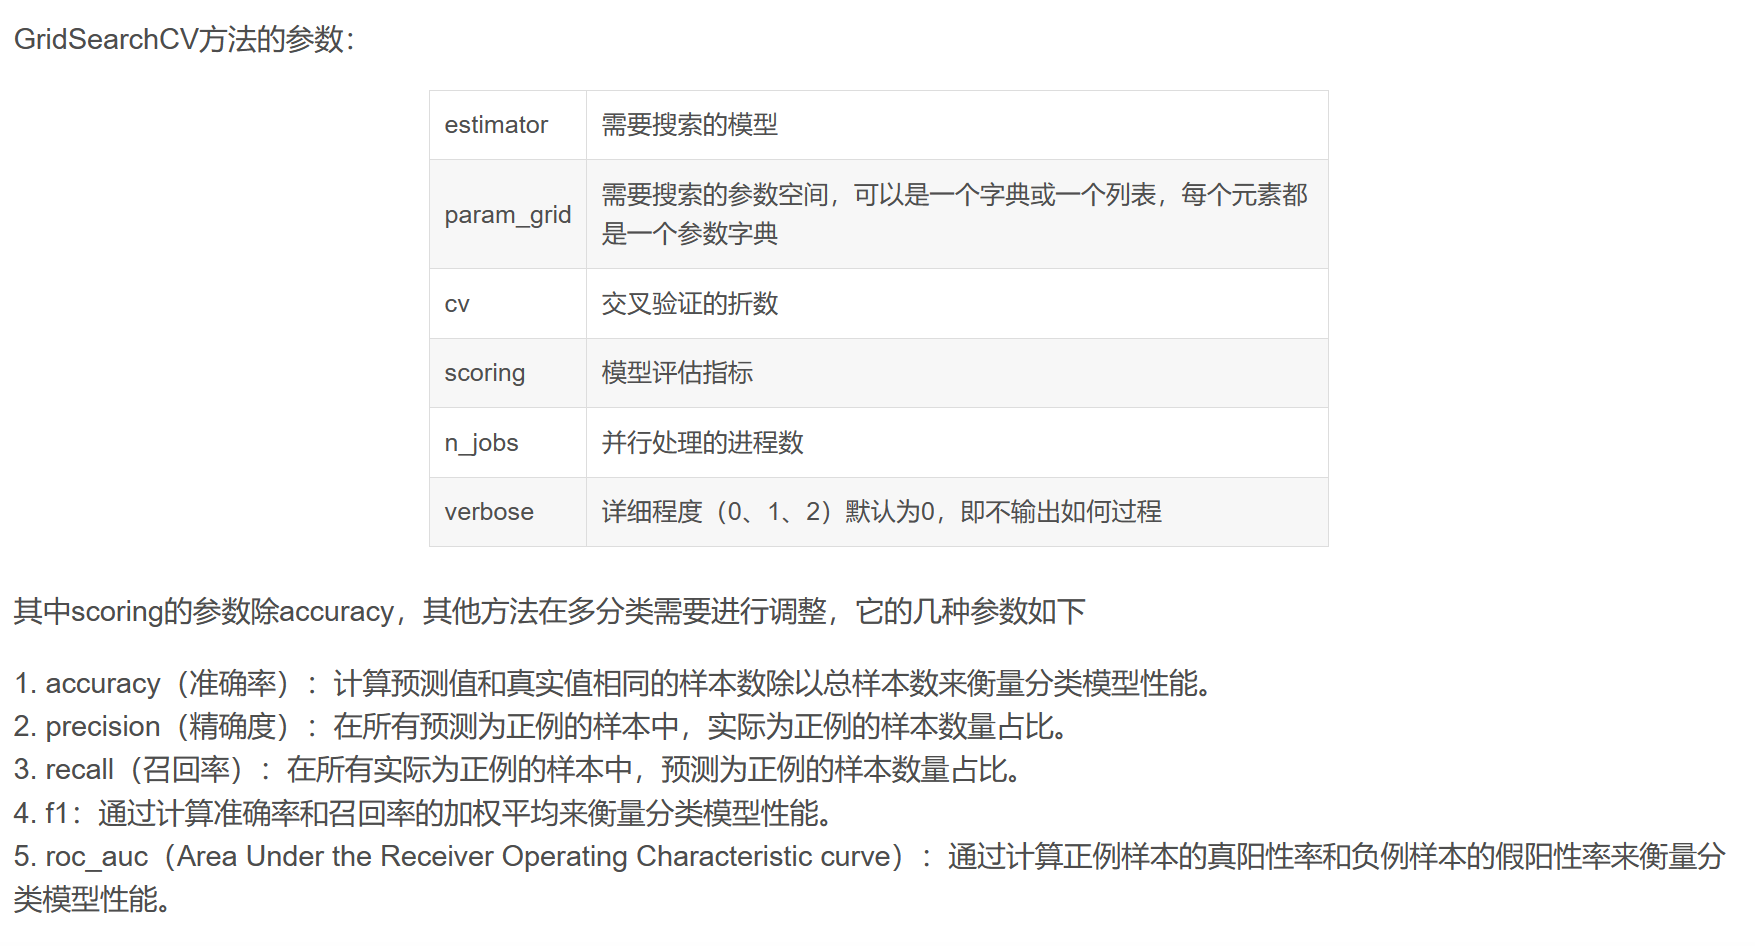 GridSearchCV方法的参数：
estimator 需要搜索的模型
param_grid 需要搜索的参数空间，可以是一个字典或一个列表，每个元素都
是一个参数字典
cv 交叉验证的折数
scoring 模型评估指标
n_jobs 并行处理的进程数
verbose 详细程度（0、1、2）默认为0，即不输出如何过程
其中scoring的参数除accuracy，其他方法在多分类需要进行调整，它的几种参数如下
1. accuracy（准确率）：计算预测值和真实值相同的样本数除以总样本数来衡量分类模型性能。
2. precision（精确度）：在所有预测为正例的样本中，实际为正例的样本数量占比。
3. recall（召回率）：在所有实际为正例的样本中，预测为正例的样本数量占比。
4. f1：通过计算准确率和召回率的加权平均来衡量分类模型性能。
5. roc_auc（Area Under the Receiver Operating Characteristic curve）：通过计算正例样本的真阳性率和负例样本的假阳性率来衡量分
类模型性能。